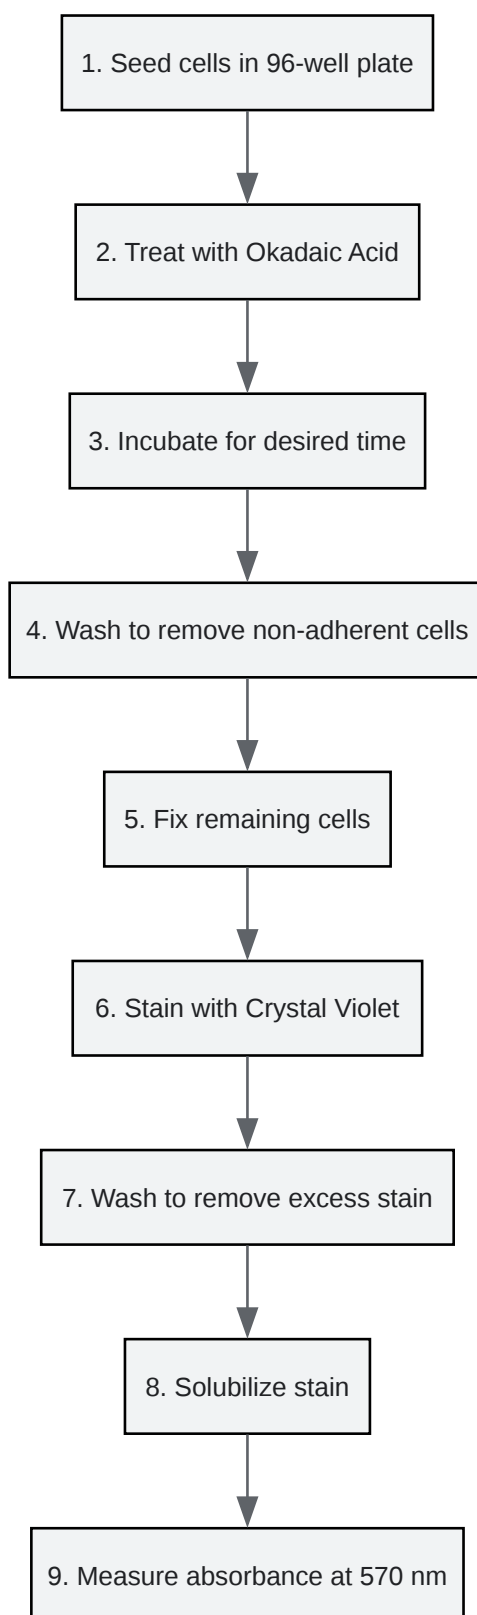 1. Seed cells in 96-well plate
2. Treat with Okadaic Acid
3. Incubate for desired time
4. Wash to remove non-adherent cells
5. Fix remaining cells
6. Stain with Crystal Violet
7. Wash to remove excess stain
8. Solubilize stain
9. Measure absorbance at 570 nm